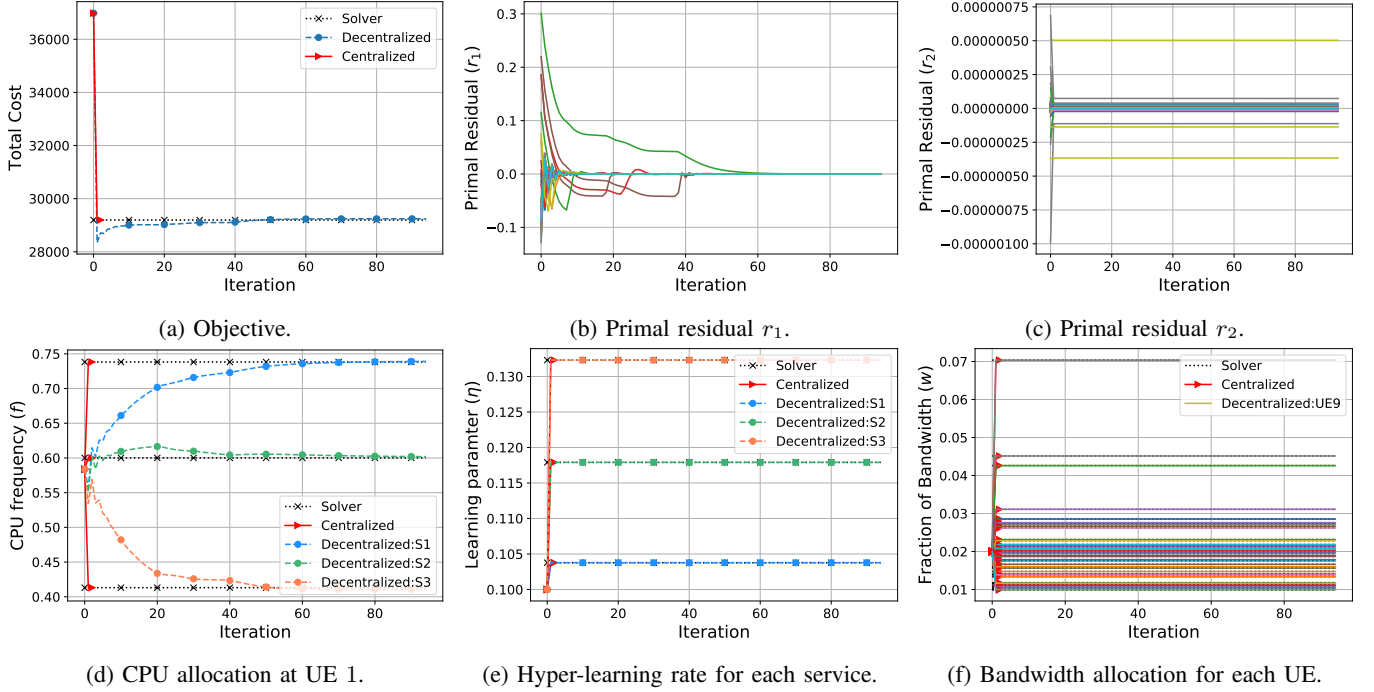 36000
34000
32000
30000
28000
0
20
40
60
80
Total Cost
Iteration
Solver
Decentralized
Centralized
(a) Objective.
0.3
0.2
0.1
0.0
−0.1
0
20
40
60
80
Primal Residual (r1)
Iteration
(b) Primal residual r1.
0.00000075
0.00000050
0.00000025
0.00000000
−0.00000025
−0.00000050
−0.00000075
−0.00000100
0
20
40
60
80
Primal Residual (r2)
Iteration
(c) Primal residual r2.
0.75
0.70
0.65
0.60
0.55
0.50
0.45
0.40
0
20
40
60
80
CPU frequency (f)
Iteration
Solver
Centralized
Decentralized:S1
Decentralized:S2
Decentralized:S3
(d) CPU allocation at UE 1.
0.130
0.125
0.120
0.115
0.110
0.105
0.100
0
20
40
60
80
Learning paramter (η)
Iteration
Solver
Centralized
Decentralized:S1
Decentralized:S2
Decentralized:S3
(e) Hyper-learning rate for each service.
0.07
0.06
0.05
0.04
0.03
0.02
0.01
0
20
40
60
80
Fraction of Bandwidth (w)
Iteration
Solver
Centralized
Decentralized:UE9
(f) Bandwidth allocation for each UE.